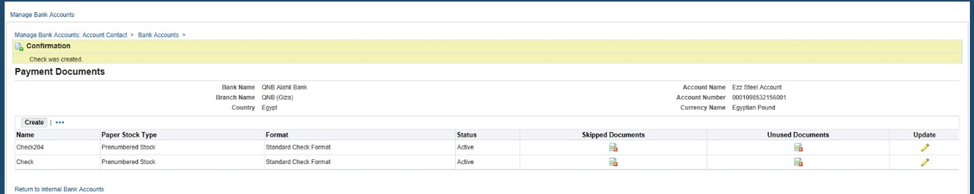 Manage Bank Accounts
Manage Bank Accounts: Account Contact > Bank Accounts >
Confirmation
Check was created.
Payment Documents
Bank Name QNB Alahli Bank Account Name Ezz Steel Account
Branch Name QNB (Giza) Account Number 0001098532156001
Country Egypt Currency Name Egyptian Pound
Create | •••
Name Paper Stock Type Format Status Skipped Documents Unused Documents Update
Check204 Prenumbered Stock Standard Check Format Active
Check Prenumbered Stock Standard Check Format Active
Return to Internal Bank Accounts